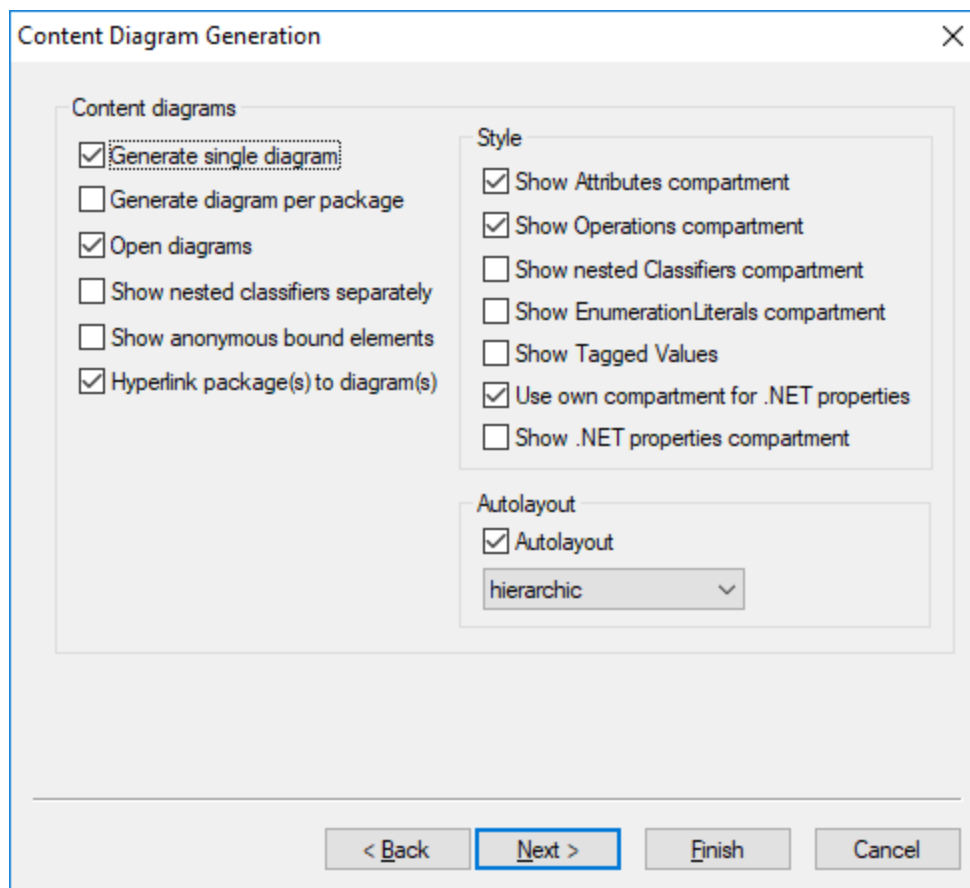 Content Diagram Generation
Content diagrams
Generate single diagram
Generate diagram per package
Open diagrams
Show nested classifiers separately
Show anonymous bound elements
Hyperlink package(s) to diagram(s)
Style
Show Attributes compartment
Show Operations compartment
Show nested Classifiers compartment
Show EnumerationLiterals compartment
Show Tagged Values
Use own compartment for .NET properties
Show .NET properties compartment
Autolayout
Autolayout
hierarchic
< Back
Next >
Finish
Cancel